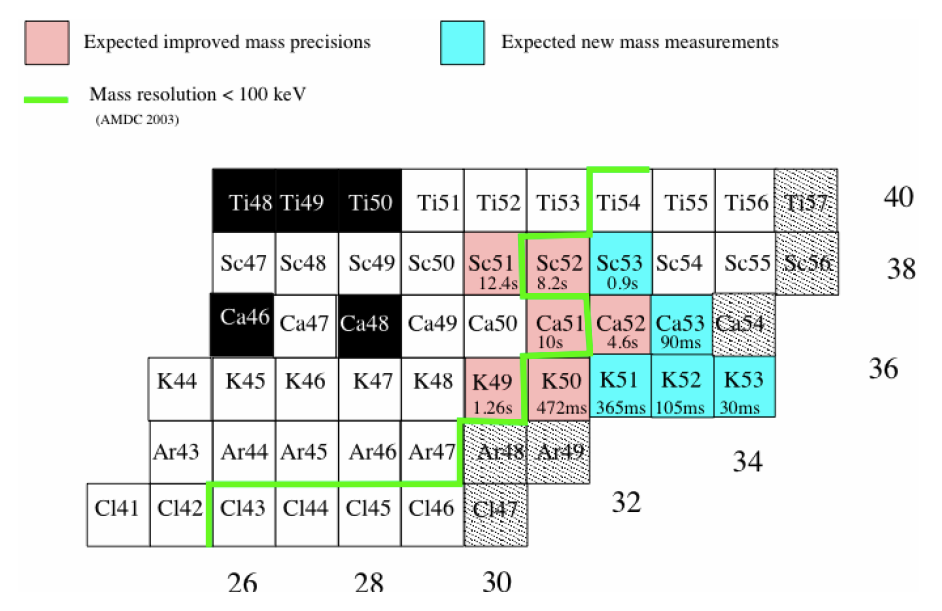 Expected improved mass precisions
Expected new mass measurements
Mass resolution < 100 keV
(AMDC 2003)
Ti48 Ti49 Ti50 Ti51 Ti52 Ti53 Ti54 Ti55 Ti56 Ti57
40
Sc47 Sc48 Sc49 Sc50 Sc51 Sc52 Sc53 Sc54 Sc55 Sc56
12.4s 8.2s 0.9s
38
Ca46 Ca47 Ca48 Ca49 Ca50 Ca51 Ca52 Ca53 Ca54
10s 4.6s 90ms
36
K44 K45 K46 K47 K48 K49 K50 K51 K52 K53
1.26s 472ms 365ms 105ms 30ms
Ar43 Ar44 Ar45 Ar46 Ar47 Ar48 Ar49
34
Cl41 Cl42 Cl43 Cl44 Cl45 Cl46 Cl47
32
26 28 30